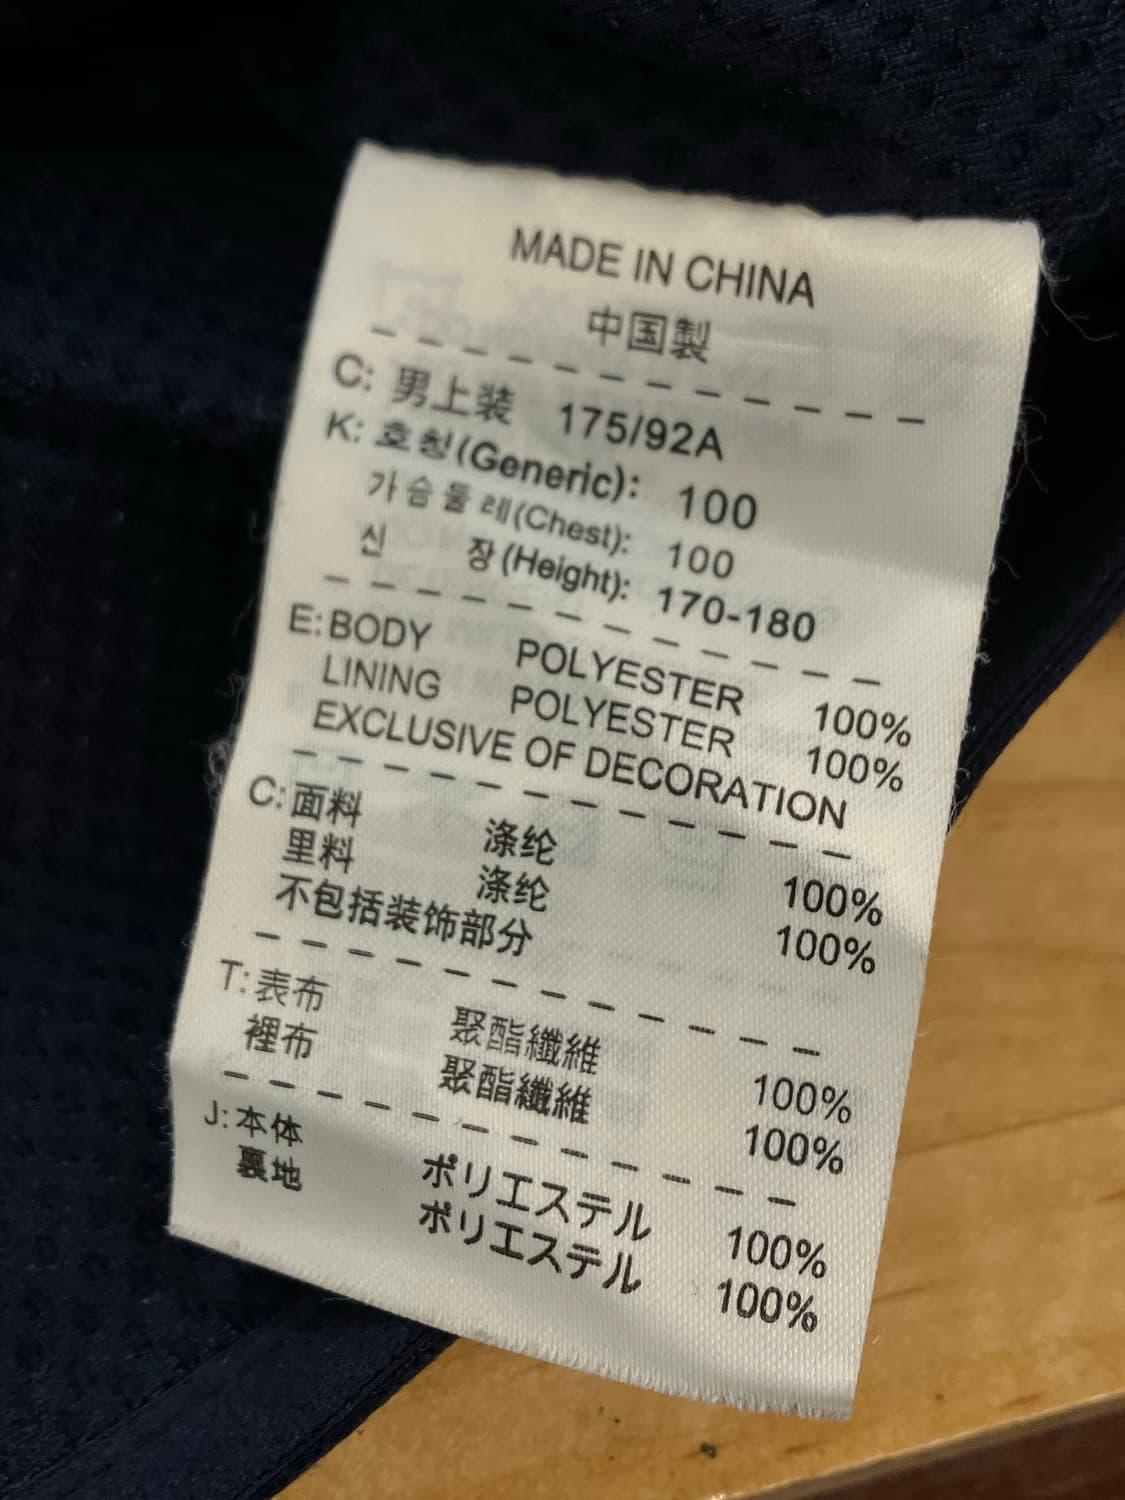 MADE IN CHINA
中国製
C: 男上装 175/92A
K: 호칭(Generic): 100
가슴둘레(Chest): 100
신 장(Height): 170-180
E: BODY POLYESTER 100%
LINING POLYESTER 100%
EXCLUSIVE OF DECORATION
C: 面料 涤纶 100%
里料 涤纶 100%
不包括装饰部分
T: 表布 聚酯纖維 100%
裡布 聚酯纖維 100%
J: 本体 ポリエステル 100%
裏地 ポリエステル 100%